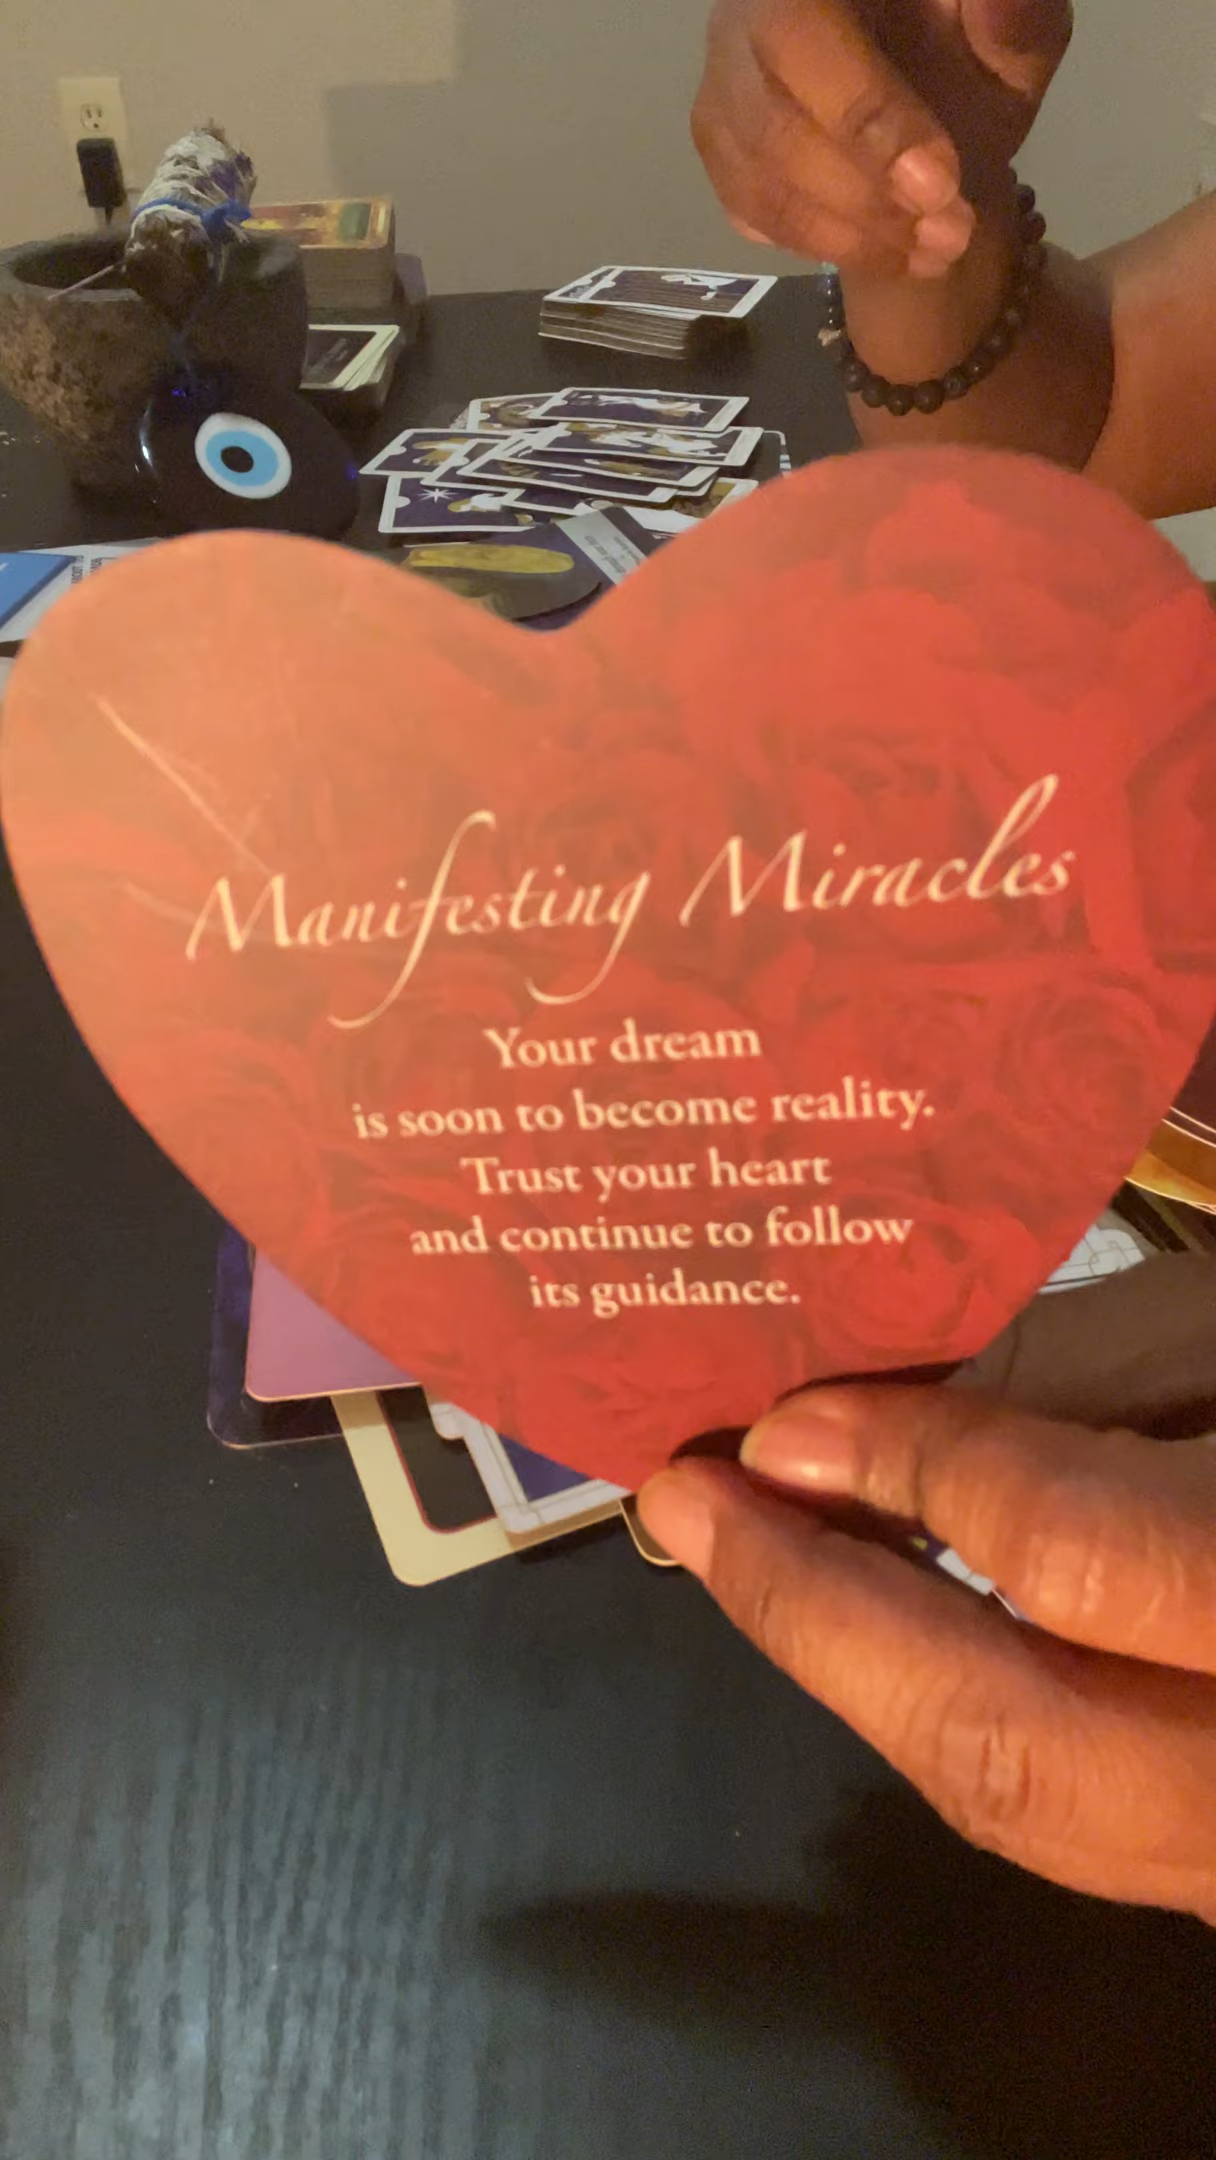 Manifesting Miracles
Your dream
is soon to become reality.
Trust your heart
and continue to follow
its guidance.